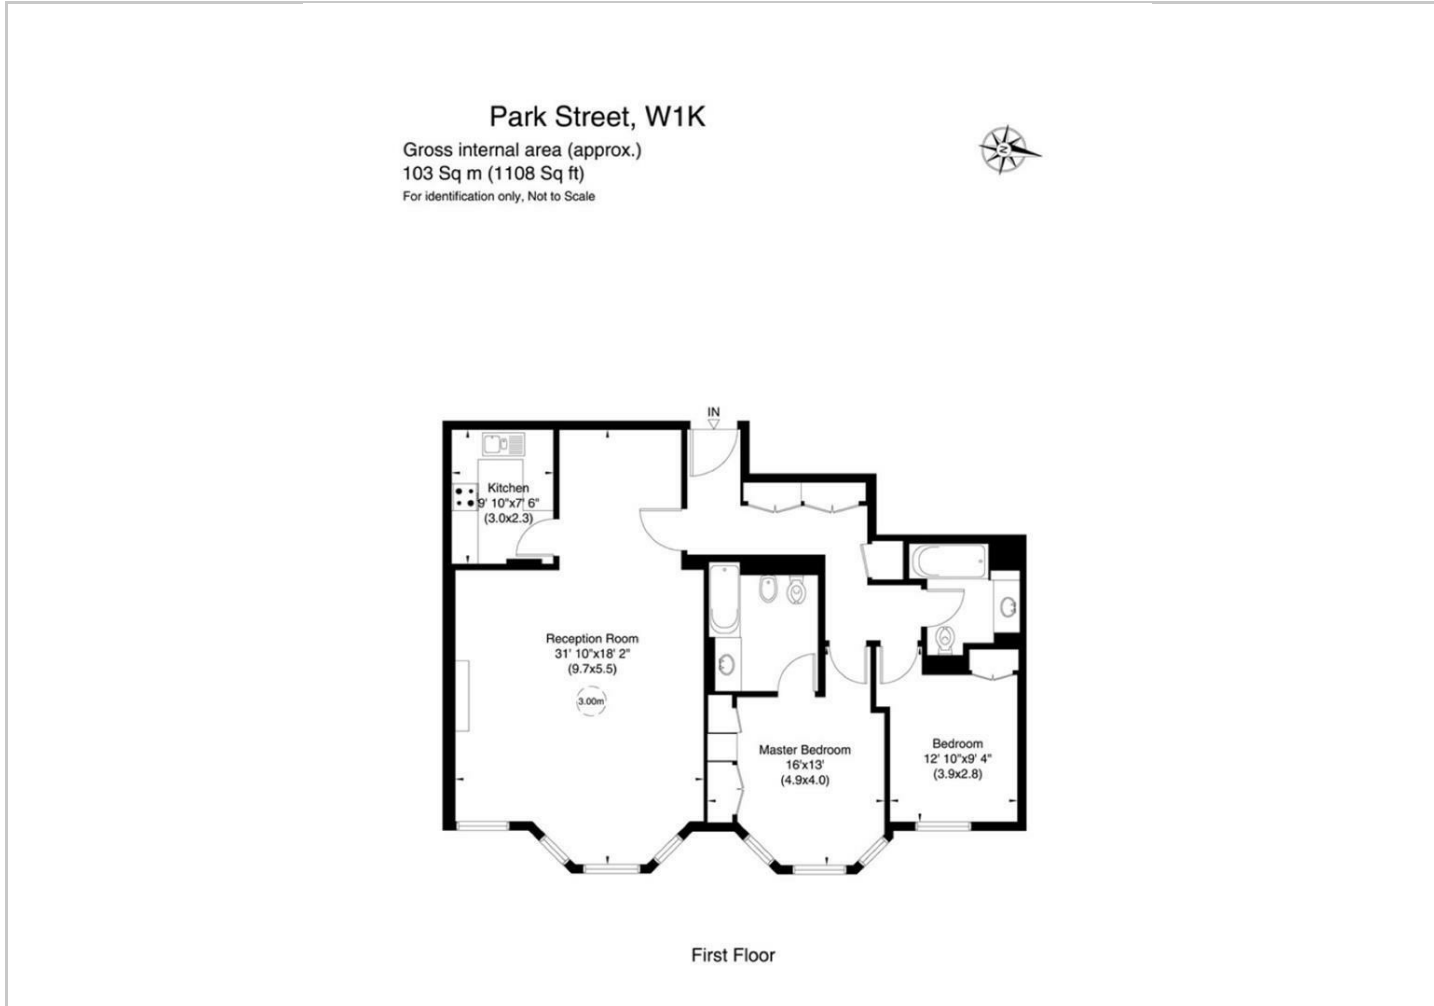 Park Street, W1K
Gross internal area (approx.)
103 Sq m (1108 Sq ft)
For identification only, Not to Scale
N
IN
Kitchen
9' 10"x7' 6"
(3.0x2.3)
Reception Room
31' 10"x18' 2"
(9.7x5.5)
3.00m
Master Bedroom
16'x13'
(4.9x4.0)
Bedroom
12' 10"x9' 4"
(3.9x2.8)
First Floor